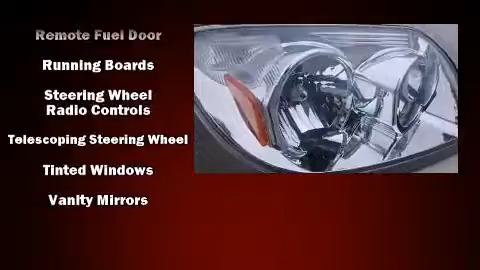 Remote Fuel Door
Running Boards
Steering Wheel
Radio Controls
Telescoping Steering Wheel
Tinted Windows
Vanity Mirrors